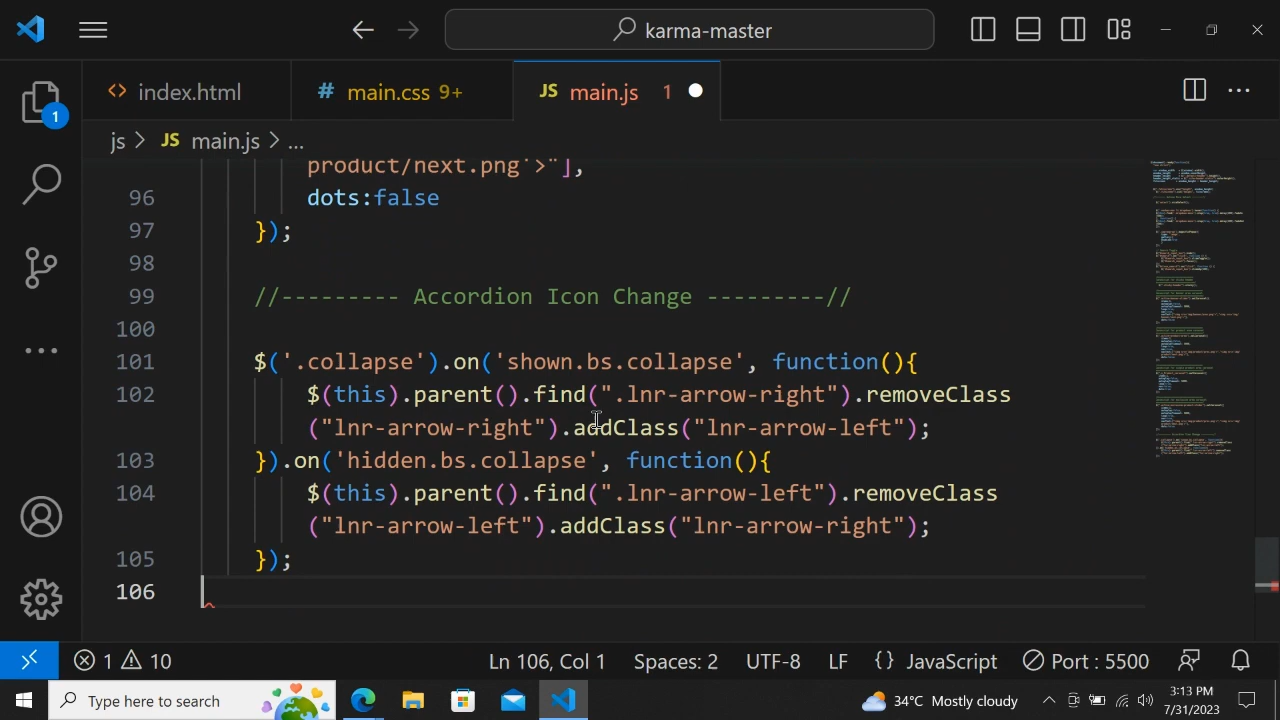 karma-master
index.html
main.css 9+
JS main.js 1
js > JS main.js > ...
1
product/next.png'>"],
96 dots:false
97 });
98
99 //--------- Accordion Icon Change ---------//
100
101 $('.collapse').on('shown.bs.collapse', function(){
102 $(this).parent().find(".lnr-arrow-right").removeClass
("lnr-arrow-right").addClass("lnr-arrow-left");
103 }).on('hidden.bs.collapse', function(){
104 $(this).parent().find(".lnr-arrow-left").removeClass
("lnr-arrow-left").addClass("lnr-arrow-right");
105 });
106
1 10 Ln 106, Col 1 Spaces: 2 UTF-8 LF {} JavaScript Port : 5500
Type here to search 34°C Mostly cloudy 3:13 PM
7/31/2023